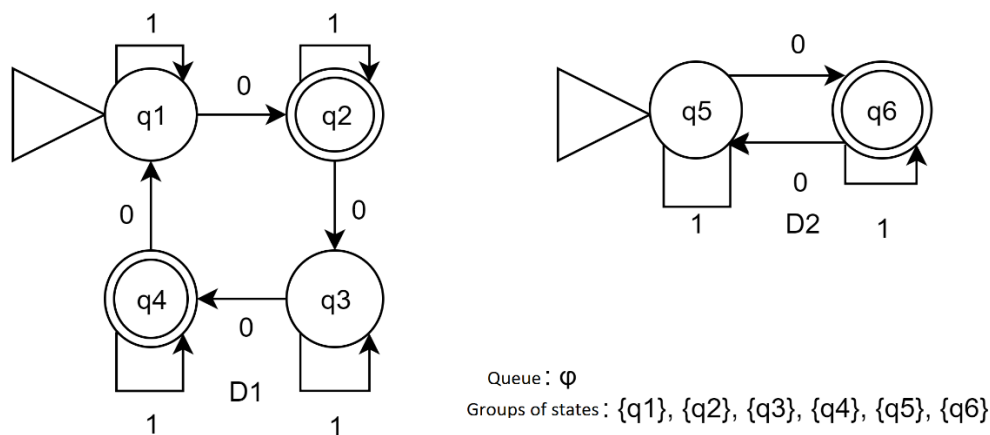 1 1 0
0
q1 q2 q5 q6
0 0 0
1 D2 1
q4 q3
0
D1
1 1
Queue: φ
Groups of states: {q1}, {q2}, {q3}, {q4}, {q5}, {q6}